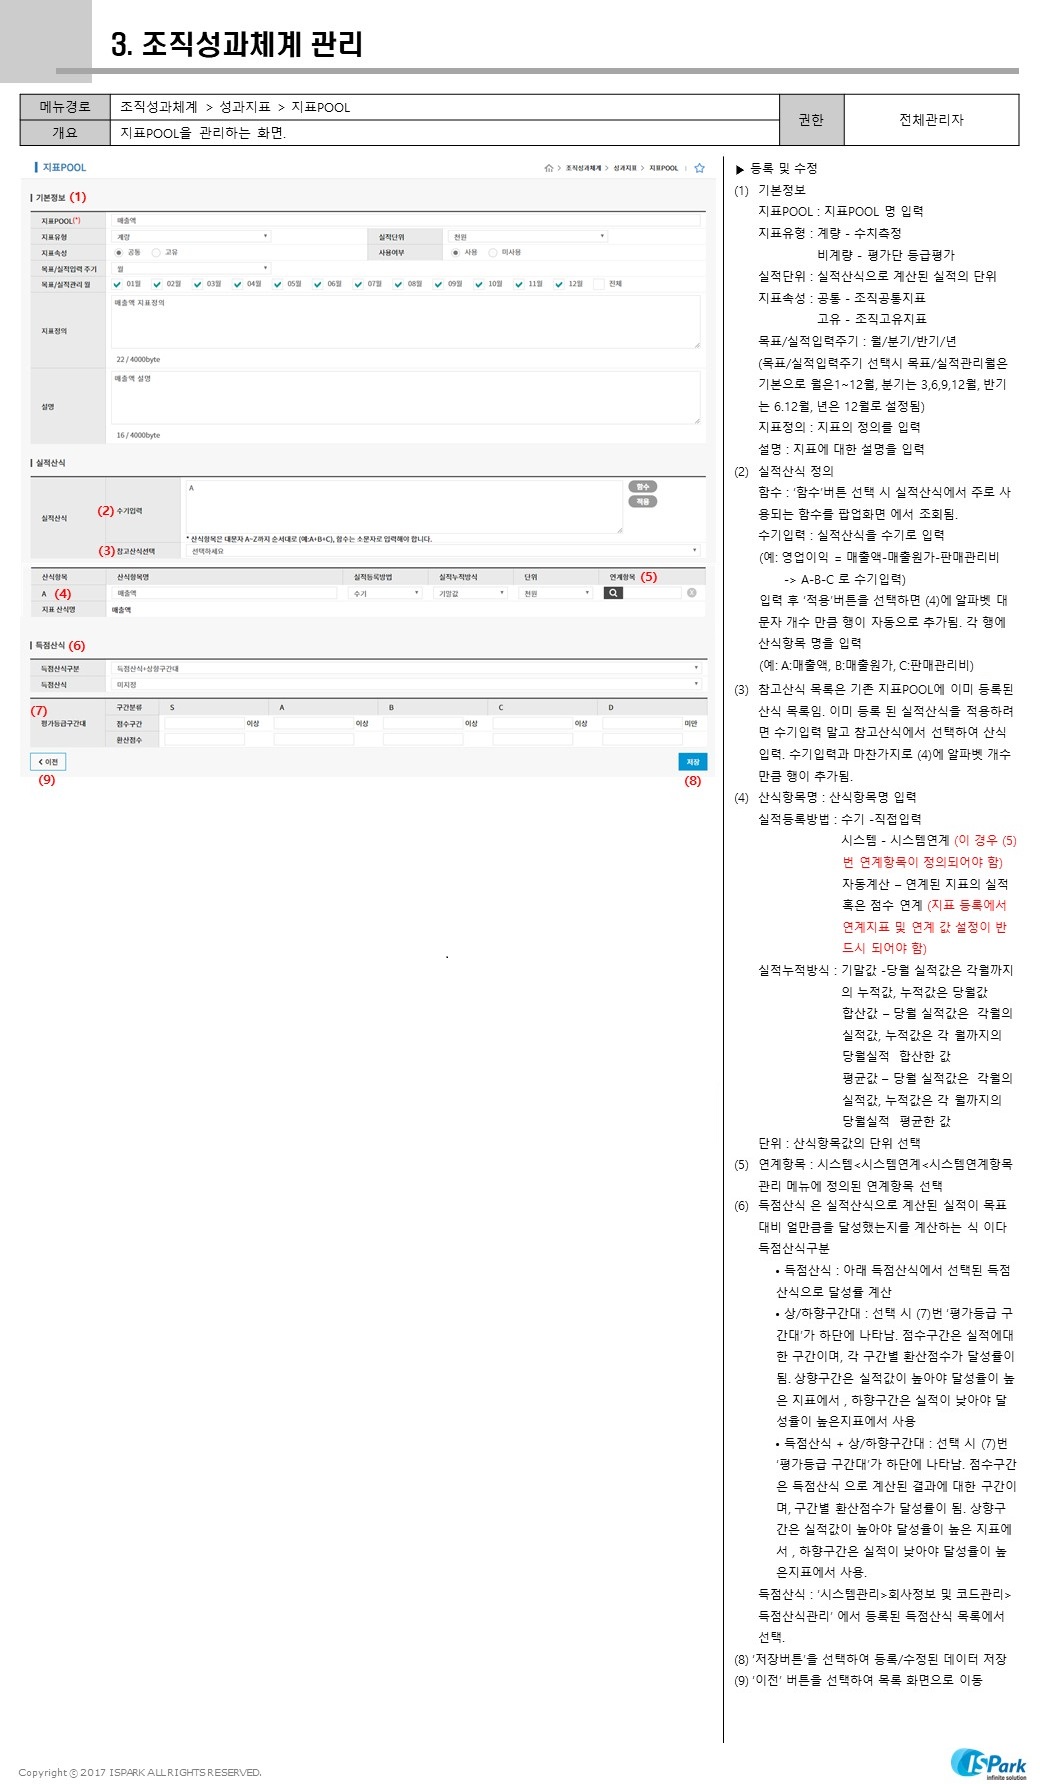 3. 조직성과체계 관리
메뉴경로 조직성과체계 > 성과지표 > 지표POOL 권한 전체관리자
개요 지표POOL을 관리하는 화면.
지표POOL
조직성과체계 > 성과지표 > 지표POOL
기본정보 (1)
지표POOL(*) 매출액
지표유형 계량 실적단위 천원
지표속성 공통 고유 사용여부 사용 미사용
목표/실적입력 주기 월
목표/실적관리 월 01월 02월 03월 04월 05월 06월 07월 08월 09월 10월 11월 12월 전체
매출액 지표정의
지표정의
22 / 4000byte
매출액 설명
설명
16 / 4000byte
실적산식
A 함수
적용
실적산식 (2) 수기입력
* 산식항목은 대문자 A~Z까지 순서대로 (예:A+B+C), 함수는 소문자로 입력해야 합니다.
(3) 참고산식선택 선택하세요
산식항목 산식항목명 실적등록방법 실적누적방식 단위 연계항목 (5)
A (4) 매출액 수기 기말값 천원
지표 산식명 매출액
득점산식 (6)
득점산식구분 득점산식+상향구간대
득점산식 미지정
(7) 구간분류 S A B C D
평가등급구간대 점수구간 이상 이상 이상 이상 미만
환산점수
< 이전 저장
(9) (8)
▶ 등록 및 수정
(1) 기본정보
지표POOL : 지표POOL 명 입력
지표유형 : 계량 - 수치측정
비계량 - 평가단 등급평가
실적단위 : 실적산식으로 계산된 실적의 단위
지표속성 : 공통 - 조직공통지표
고유 - 조직고유지표
목표/실적입력주기 : 월/분기/반기/년
(목표/실적입력주기 선택시 목표/실적관리월은
기본으로 월은1~12월, 분기는 3,6,9,12월, 반기
는 6.12월, 년은 12월로 설정됨)
지표정의 : 지표의 정의를 입력
설명 : 지표에 대한 설명을 입력
(2) 실적산식 정의
함수 : '함수'버튼 선택 시 실적산식에서 주로 사
용되는 함수를 팝업화면 에서 조회됨.
수기입력 : 실적산식을 수기로 입력
(예: 영업이익 = 매출액-매출원가-판매관리비
-> A-B-C 로 수기입력)
입력 후 '적용'버튼을 선택하면 (4)에 알파벳 대
문자 개수 만큼 행이 자동으로 추가됨. 각 행에
산식항목 명을 입력
(예: A:매출액, B:매출원가, C:판매관리비)
(3) 참고산식 목록은 기존 지표POOL에 이미 등록된
산식 목록임. 이미 등록 된 실적산식을 적용하려
면 수기입력 말고 참고산식에서 선택하여 산식
입력. 수기입력과 마찬가지로 (4)에 알파벳 개수
만큼 행이 추가됨.
(4) 산식항목명 : 산식항목명 입력
실적등록방법 : 수기 -직접입력
시스템 - 시스템연계 (이 경우 (5)
번 연계항목이 정의되어야 함)
자동계산 – 연계된 지표의 실적
혹은 점수 연계 (지표 등록에서
연계지표 및 연계 값 설정이 반
드시 되어야 함)
실적누적방식 : 기말값 -당월 실적값은 각월까지
의 누적값, 누적값은 당월값
합산값 – 당월 실적값은 각월의
실적값, 누적값은 각 월까지의
당월실적 합산한 값
평균값 – 당월 실적값은 각월의
실적값, 누적값은 각 월까지의
당월실적 평균한 값
단위 : 산식항목값의 단위 선택
(5) 연계항목 : 시스템<시스템연계<시스템연계항목
관리 메뉴에 정의된 연계항목 선택
(6) 득점산식 은 실적산식으로 계산된 실적이 목표
대비 얼만큼을 달성했는지를 계산하는 식 이다
득점산식구분
• 득점산식 : 아래 득점산식에서 선택된 득점
산식으로 달성률 계산
• 상/하향구간대 : 선택 시 (7)번 '평가등급 구
간대'가 하단에 나타남. 점수구간은 실적에대
한 구간이며, 각 구간별 환산점수가 달성률이
됨. 상향구간은 실적값이 높아야 달성율이 높
은 지표에서 , 하향구간은 실적이 낮아야 달
성율이 높은지표에서 사용
• 득점산식 + 상/하향구간대 : 선택 시 (7)번
'평가등급 구간대'가 하단에 나타남. 점수구간
은 득점산식 으로 계산된 결과에 대한 구간이
며, 구간별 환산점수가 달성률이 됨. 상향구
간은 실적값이 높아야 달성율이 높은 지표에
서 , 하향구간은 실적이 낮아야 달성율이 높
은지표에서 사용.
득점산식 : '시스템관리>회사정보 및 코드관리>
득점산식관리' 에서 등록된 득점산식 목록에서
선택.
(8) '저장버튼'을 선택하여 등록/수정된 데이터 저장
(9) '이전' 버튼을 선택하여 목록 화면으로 이동
Copyright ⓒ 2017 ISPARK ALL RIGHTS RESERVED.
ISPark
infinite solution